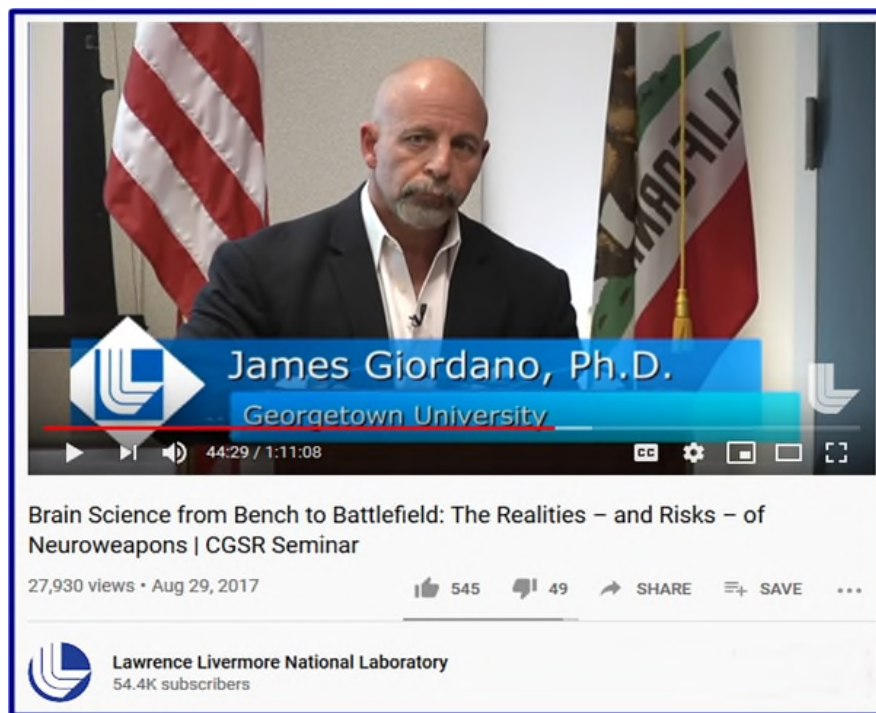 CALIFORN
James Giordano, Ph.D.
Georgetown University
44:29 / 1:11:08
CC
Brain Science from Bench to Battlefield: The Realities – and Risks – of
Neuroweapons | CGSR Seminar
27,930 views • Aug 29, 2017 545 49 SHARE SAVE
Lawrence Livermore National Laboratory
54.4K subscribers